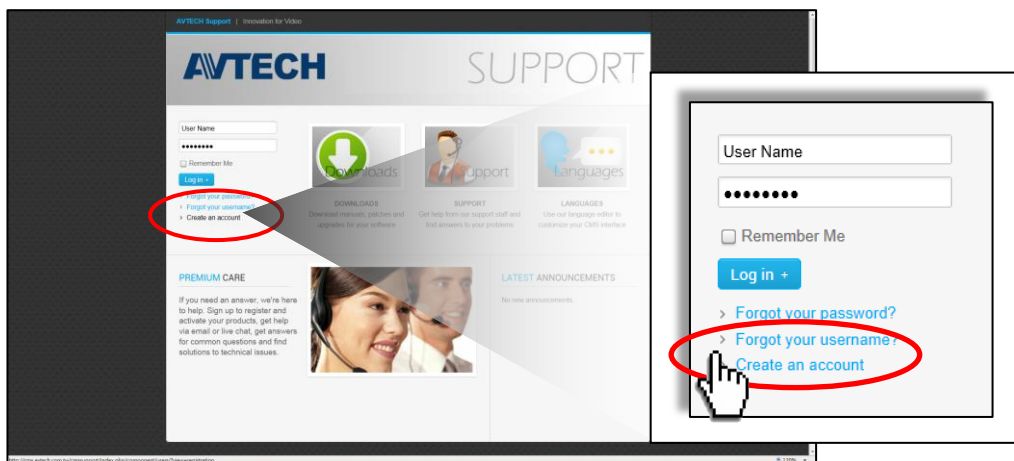 AVTECH Support | Innovation for Video
AVTECH
SUPPORT
User Name
••••••••
Remember Me
Log in +
› Forgot your password?
› Forgot your username?
› Create an account
Downloads
DOWNLOADS
Download manuals, patches and
upgrades for your software
Support
SUPPORT
Get help from our support staff and
find answers to your problems
Languages
LANGUAGES
Use our language editor to
customize your CMS interface
PREMIUM CARE
If you need an answer, we're here
to help. Sign up to register and
activate your products, get help
via email or live chat, get answers
for common questions and find
solutions to technical issues.
LATEST ANNOUNCEMENTS
No new announcements.
User Name
••••••••
Remember Me
Log in +
› Forgot your password?
› Forgot your username?
Create an account